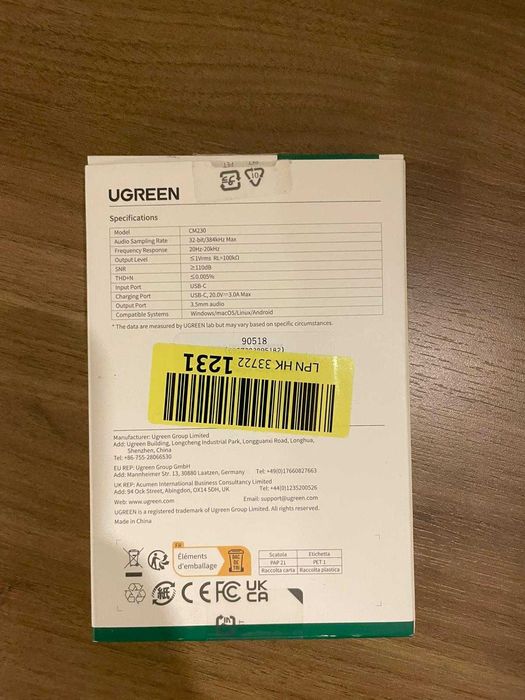 UGREEN
Specifications
Model CM230
Audio Sampling Rate 32-bit/384kHz Max
Frequency Response 20Hz-20kHz
Output Level ≤1Vrms RL=100kΩ
SNR ≥110dB
THD+N ≤0.005%
Input Port USB-C
Charging Port USB-C, 20.0V⎓3.0A Max
Output Port 3.5mm audio
Compatible Systems Windows/macOS/Linux/Android
* The data are measured by UGREEN lab but may vary based on specific circumstances.
90518
LPN HK 33722
1231
Manufacturer: Ugreen Group Limited
Add: Ugreen Building, Longcheng Industrial Park, Longguanxi Road, Longhua,
Shenzhen, China
Tel: +86-755-28066530
EU REP: Ugreen Group GmbH
Add: Mannheimer Str. 13, 30880 Laatzen, Germany Tel: +49(0)17660827663
UK REP: Acumen International Business Consultancy Limited
Add: 94 Ock Street, Abingdon, OX14 5DH, UK Tel: +44(0)1235200526
Web: www.ugreen.com Email: support@ugreen.com
UGREEN is a registered trademark of Ugreen Group Limited. All rights reserved.
Made in China
FR
Éléments
d'emballage
BAC
DE
TRI
Scatola Etichetta
PAP 21 PET 1
Raccolta carta Raccolta plastica
紙 CE FC UK
CA